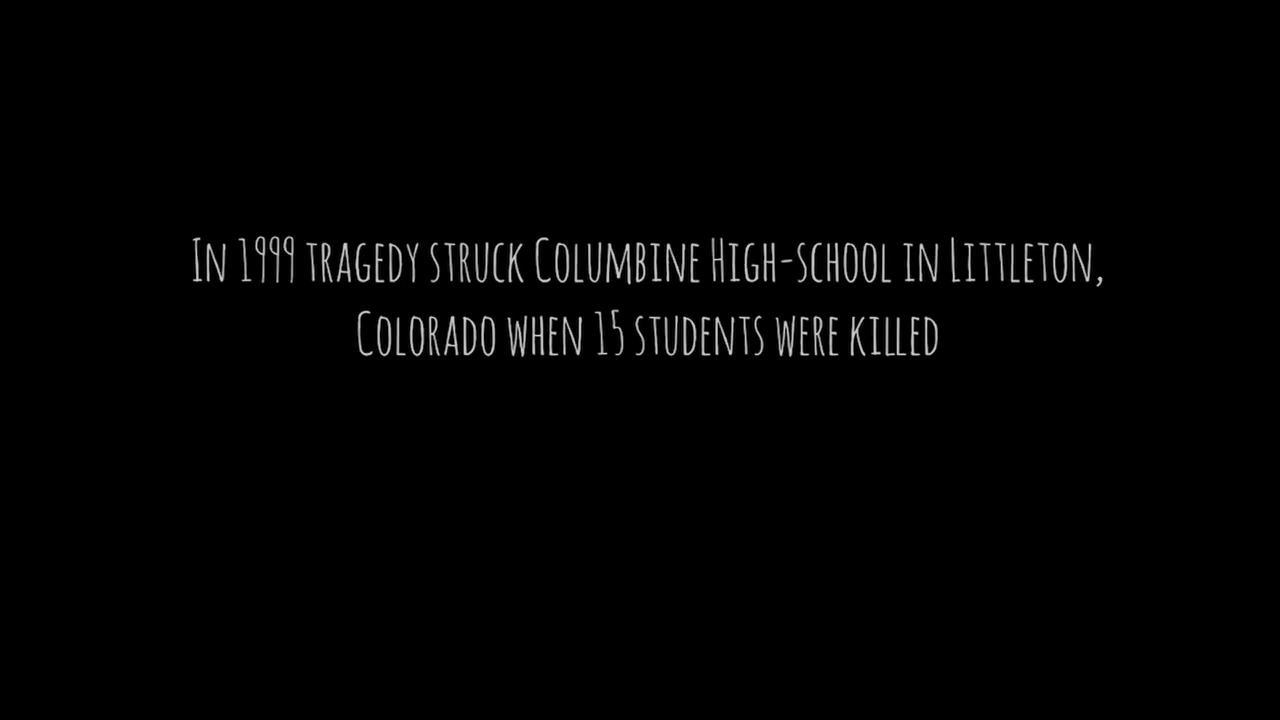 In 1999 tragedy struck Columbine High-school in Littleton,
Colorado when 15 students were killed